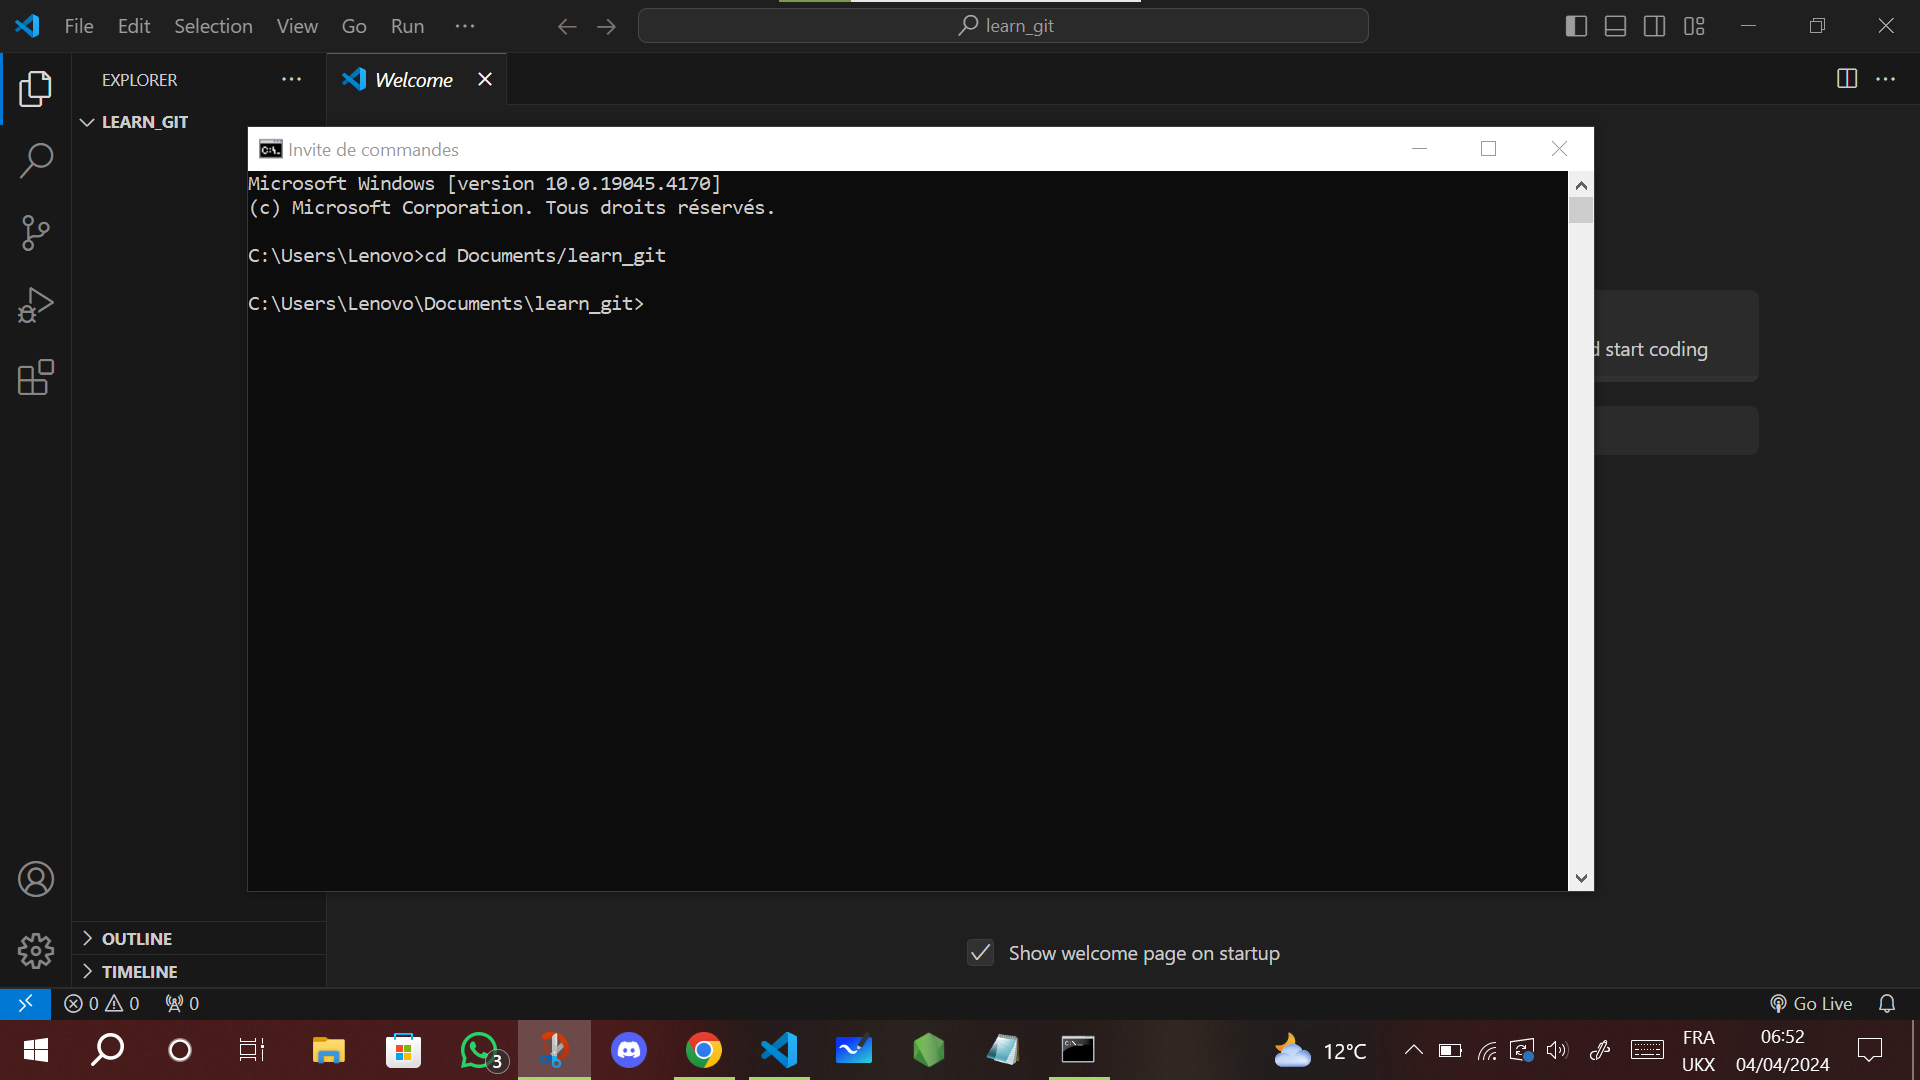 File Edit Selection View Go Run ···
learn_git
EXPLORER ···
Welcome
LEARN_GIT
Invite de commandes
Microsoft Windows [version 10.0.19045.4170]
(c) Microsoft Corporation. Tous droits réservés.
C:\Users\Lenovo>cd Documents/learn_git
C:\Users\Lenovo\Documents\learn_git>
d start coding
OUTLINE
TIMELINE
Show welcome page on startup
0 0 0
Go Live
3
12°C
FRA
UKX
06:52
04/04/2024